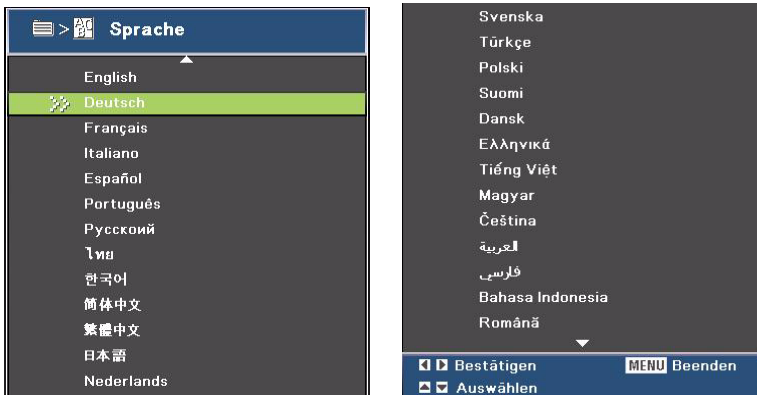 > Sprache
English
Deutsch
Français
Italiano
Español
Português
Русскоий
ไทย
한국어
简体中文
繁體中文
日本語
Nederlands
Svenska
Türkçe
Polski
Suomi
Dansk
Ελληνικά
Tiếng Việt
Magyar
Čeština
العربية
فارسي
Bahasa Indonesia
Română
Bestätigen MENU Beenden
Auswählen